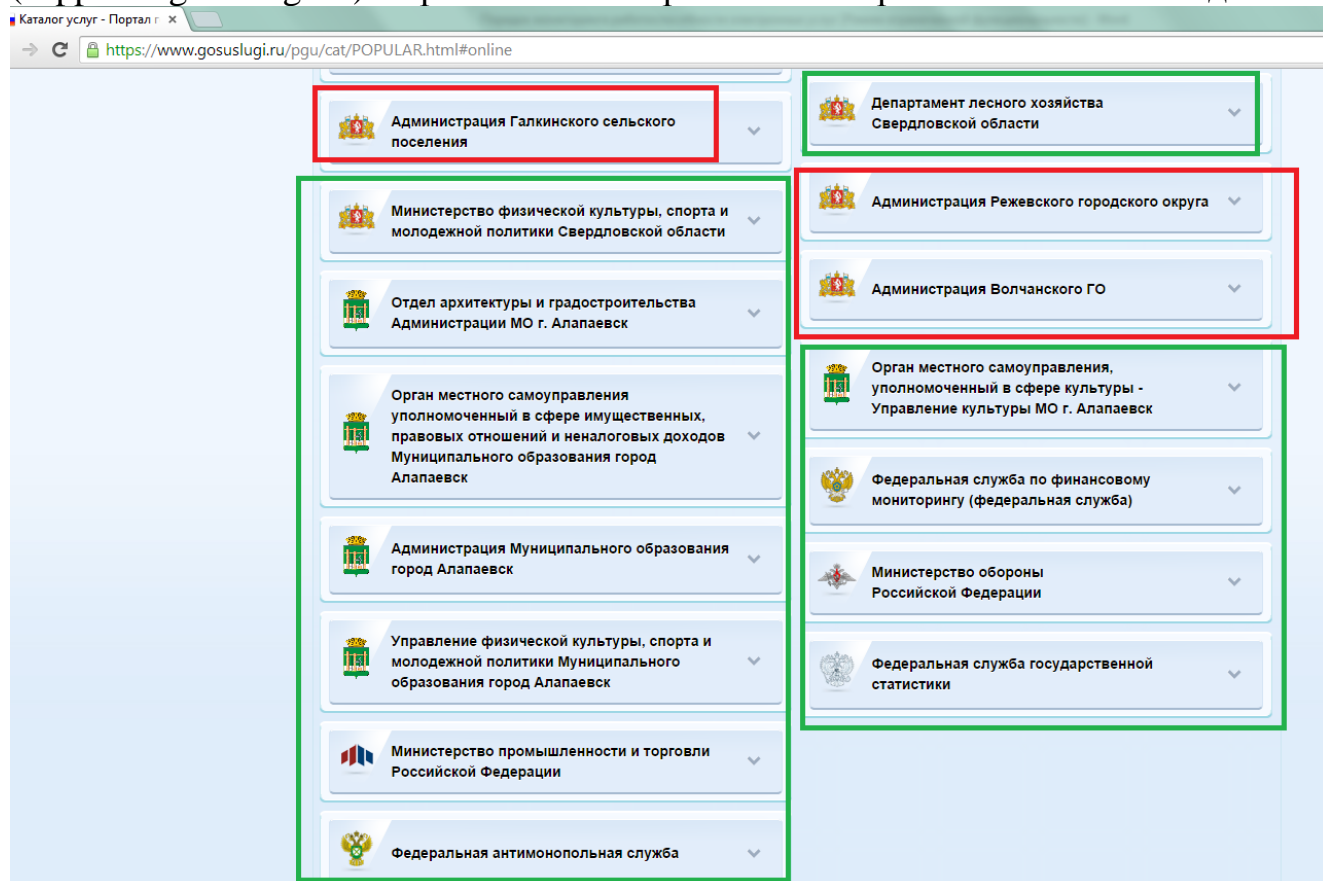 Каталог услуг - Портал г
https://www.gosuslugi.ru/pgu/cat/POPULAR.html#online
Администрация Галкинского сельского
поселения
Министерство физической культуры, спорта и
молодежной политики Свердловской области
Отдел архитектуры и градостроительства
Администрации МО г. Алапаевск
Орган местного самоуправления
уполномоченный в сфере имущественных,
правовых отношений и неналоговых доходов
Муниципального образования город
Алапаевск
Администрация Муниципального образования
город Алапаевск
Управление физической культуры, спорта и
молодежной политики Муниципального
образования город Алапаевск
Министерство промышленности и торговли
Российской Федерации
Федеральная антимонопольная служба
Департамент лесного хозяйства
Свердловской области
Администрация Режевского городского округа
Администрация Волчанского ГО
Орган местного самоуправления,
уполномоченный в сфере культуры -
Управление культуры МО г. Алапаевск
Федеральная служба по финансовому
мониторингу (федеральная служба)
Министерство обороны
Российской Федерации
Федеральная служба государственной
статистики